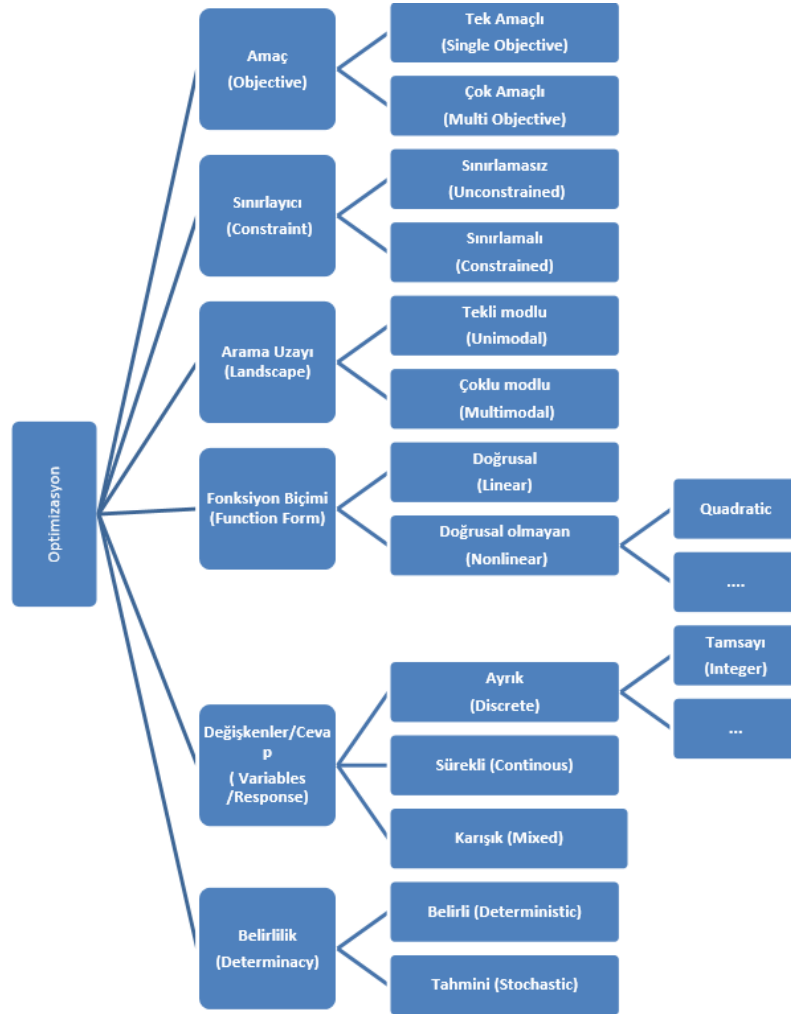 Optimizasyon
Amaç
(Objective)
Tek Amaçlı
(Single Objective)
Çok Amaçlı
(Multi Objective)
Sınırlayıcı
(Constraint)
Sınırlamasız
(Unconstrained)
Sınırlamalı
(Constrained)
Arama Uzayı
(Landscape)
Tekli modlu
(Unimodal)
Çoklu modlu
(Multimodal)
Fonksiyon Biçimi
(Function Form)
Doğrusal
(Linear)
Doğrusal olmayan
(Nonlinear)
Quadratic
....
Değişkenler/Ceva
p
( Variables
/Response)
Ayrık
(Discrete)
Tamsayı
(Integer)
...
Sürekli (Continous)
Karışık (Mixed)
Belirlilik
(Determinacy)
Belirli (Deterministic)
Tahmini (Stochastic)